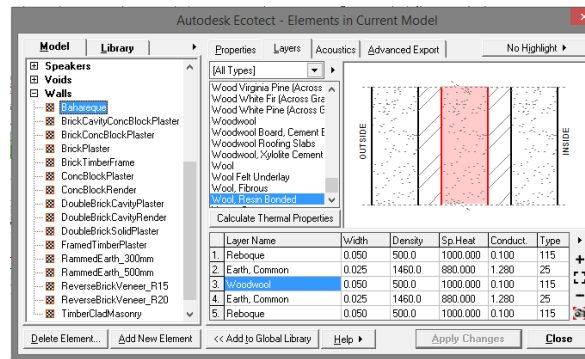 Autodesk Ecotect - Elements in Current Model
Model Library
Speakers
Voids
Walls
Bahareque
BrickCavityConcBlockPlaster
BrickConcBlockPlaster
BrickPlaster
BrickTimberFrame
ConcBlockPlaster
ConcBlockRender
DoubleBrickCavityPlaster
DoubleBrickCavityRender
DoubleBrickSolidPlaster
FramedTimberPlaster
RammedEarth_300mm
RammedEarth_500mm
ReverseBrickVeneer_R15
ReverseBrickVeneer_R20
TimberCladMasonry
Delete Element... Add New Element
Properties Layers Acoustics Advanced Export No Highlight
[All Types]
Wood Virginia Pine (Across
Wood White Fir (Across Gra
Wood White Pine (Across G
Woodwool
Woodwool Board, Cement B
Woodwool Roofing Slabs
Woodwool, Xylolite Cement
Wool
Wool Felt Underlay
Wool, Fibrous
Wool, Resin Bonded
Calculate Thermal Properties
OUTSIDE
INSIDE
Layer Name Width Density Sp.Heat Conduct. Type
1. Reboque 0.050 500.0 1000.000 0.100 115
2. Earth, Common 0.025 1460.0 880.000 1.280 25
3. Woodwool 0.050 500.0 1000.000 0.100 115
4. Earth, Common 0.025 1460.0 880.000 1.280 25
5. Reboque 0.050 500.0 1000.000 0.100 115
<< Add to Global Library Help Apply Changes Close